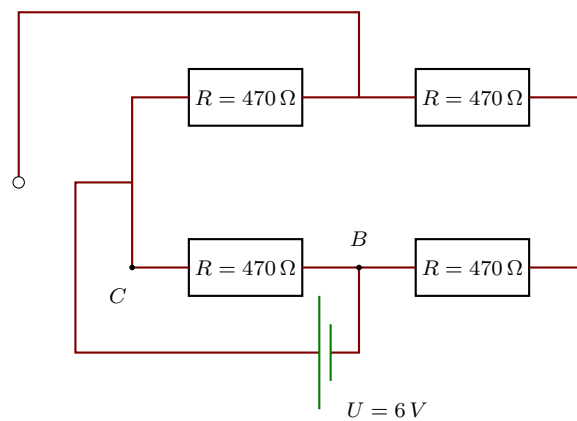 R = 470 Ω R = 470 Ω
B
R = 470 Ω R = 470 Ω
C
U = 6 V